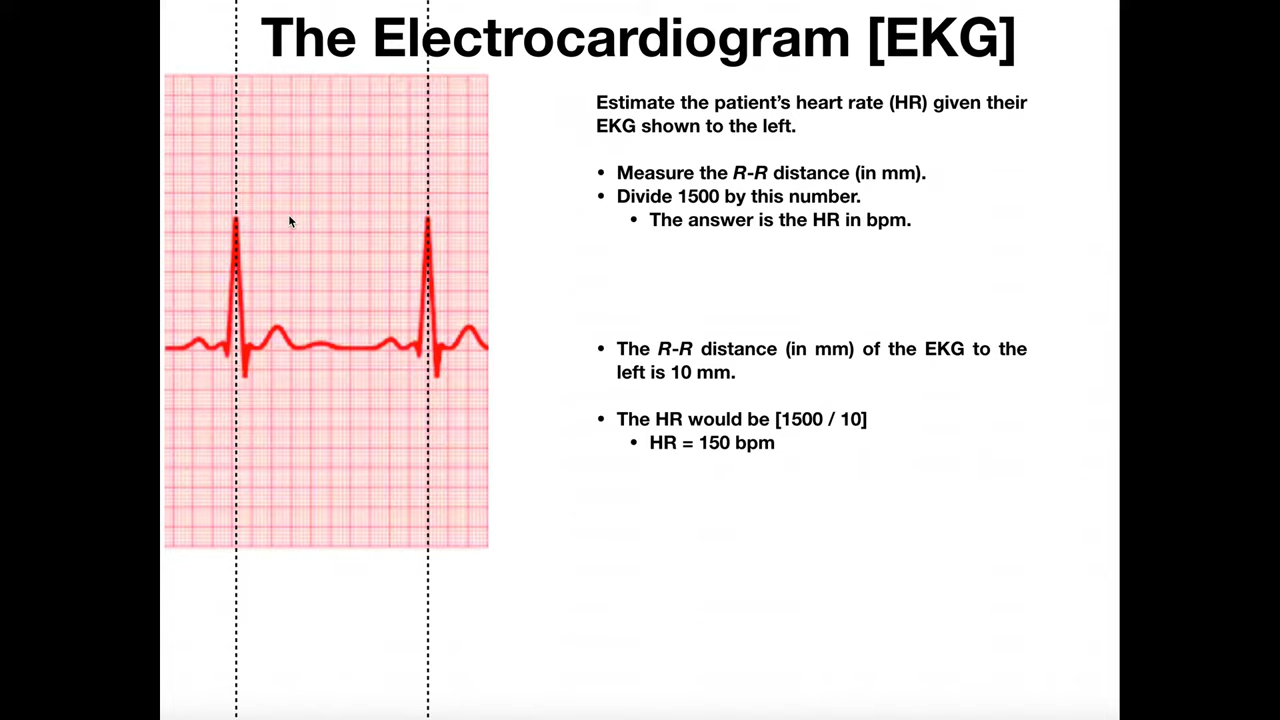 The Electrocardiogram [EKG]
Estimate the patient's heart rate (HR) given their
EKG shown to the left.
• Measure the R-R distance (in mm).
• Divide 1500 by this number.
• The answer is the HR in bpm.
• The R-R distance (in mm) of the EKG to the
left is 10 mm.
• The HR would be [1500 / 10]
• HR = 150 bpm